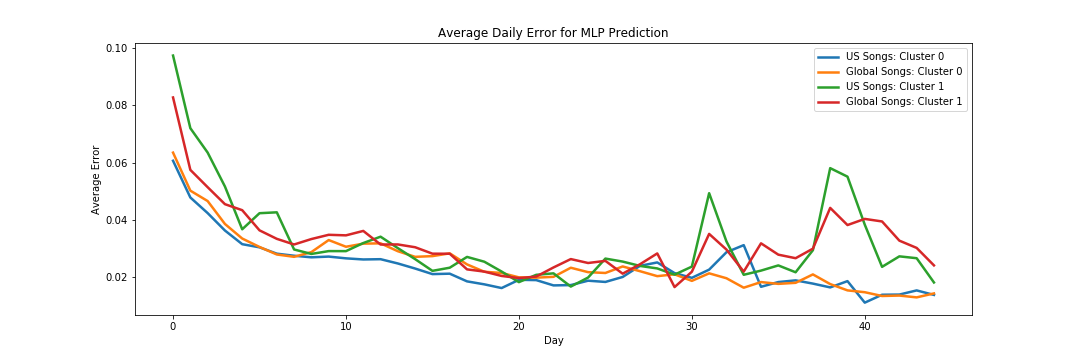 Average Daily Error for MLP Prediction
US Songs: Cluster 0
Global Songs: Cluster 0
US Songs: Cluster 1
Global Songs: Cluster 1
0.10
0.08
0.06
0.04
0.02
Average Error
0 10 20 30 40
Day